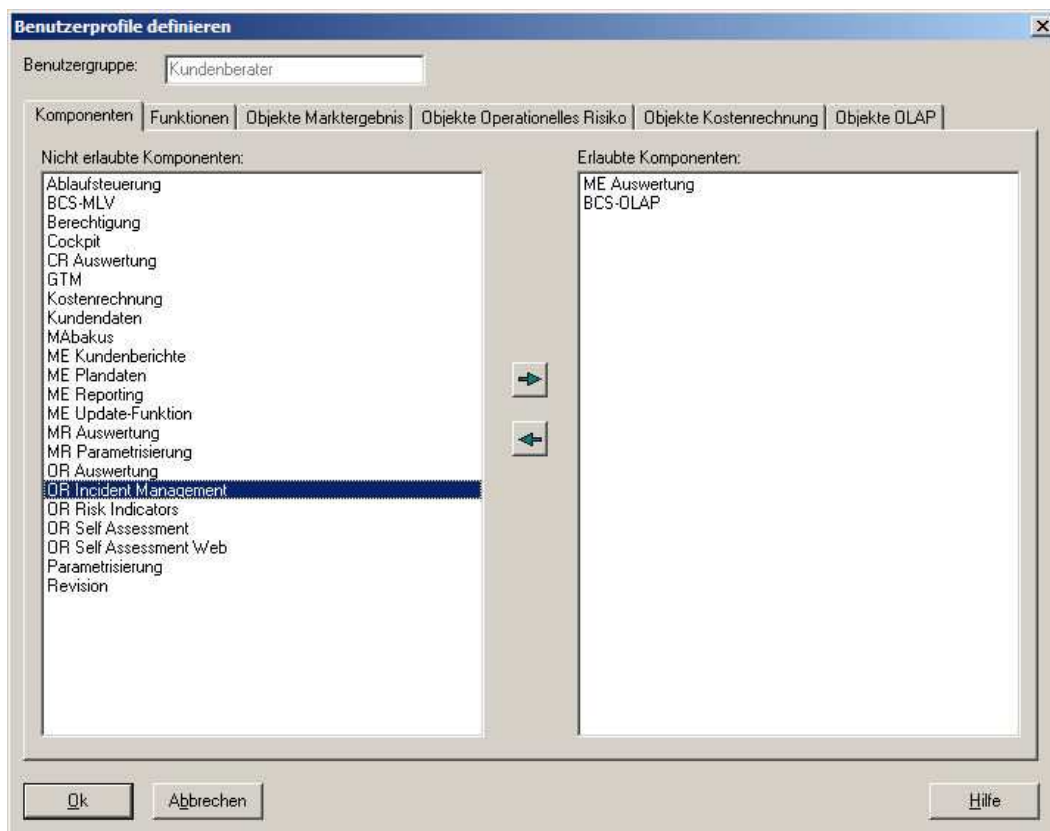 Benutzerprofile definieren
Benutzergruppe: Kundenberater
Komponenten Funktionen Objekte Marktergebnis Objekte Operationelles Risiko Objekte Kostenrechnung Objekte OLAP
Nicht erlaubte Komponenten:
Ablaufsteuerung
BCS-MLV
Berechtigung
Cockpit
CR Auswertung
GTM
Kostenrechnung
Kundendaten
MAbakus
ME Kundenberichte
ME Plandaten
ME Reporting
ME Update-Funktion
MR Auswertung
MR Parametrisierung
OR Auswertung
OR Incident Management
OR Risk Indicators
OR Self Assessment
OR Self Assessment Web
Parametrisierung
Revision
Erlaubte Komponenten:
ME Auswertung
BCS-OLAP
Ok Abbrechen Hilfe